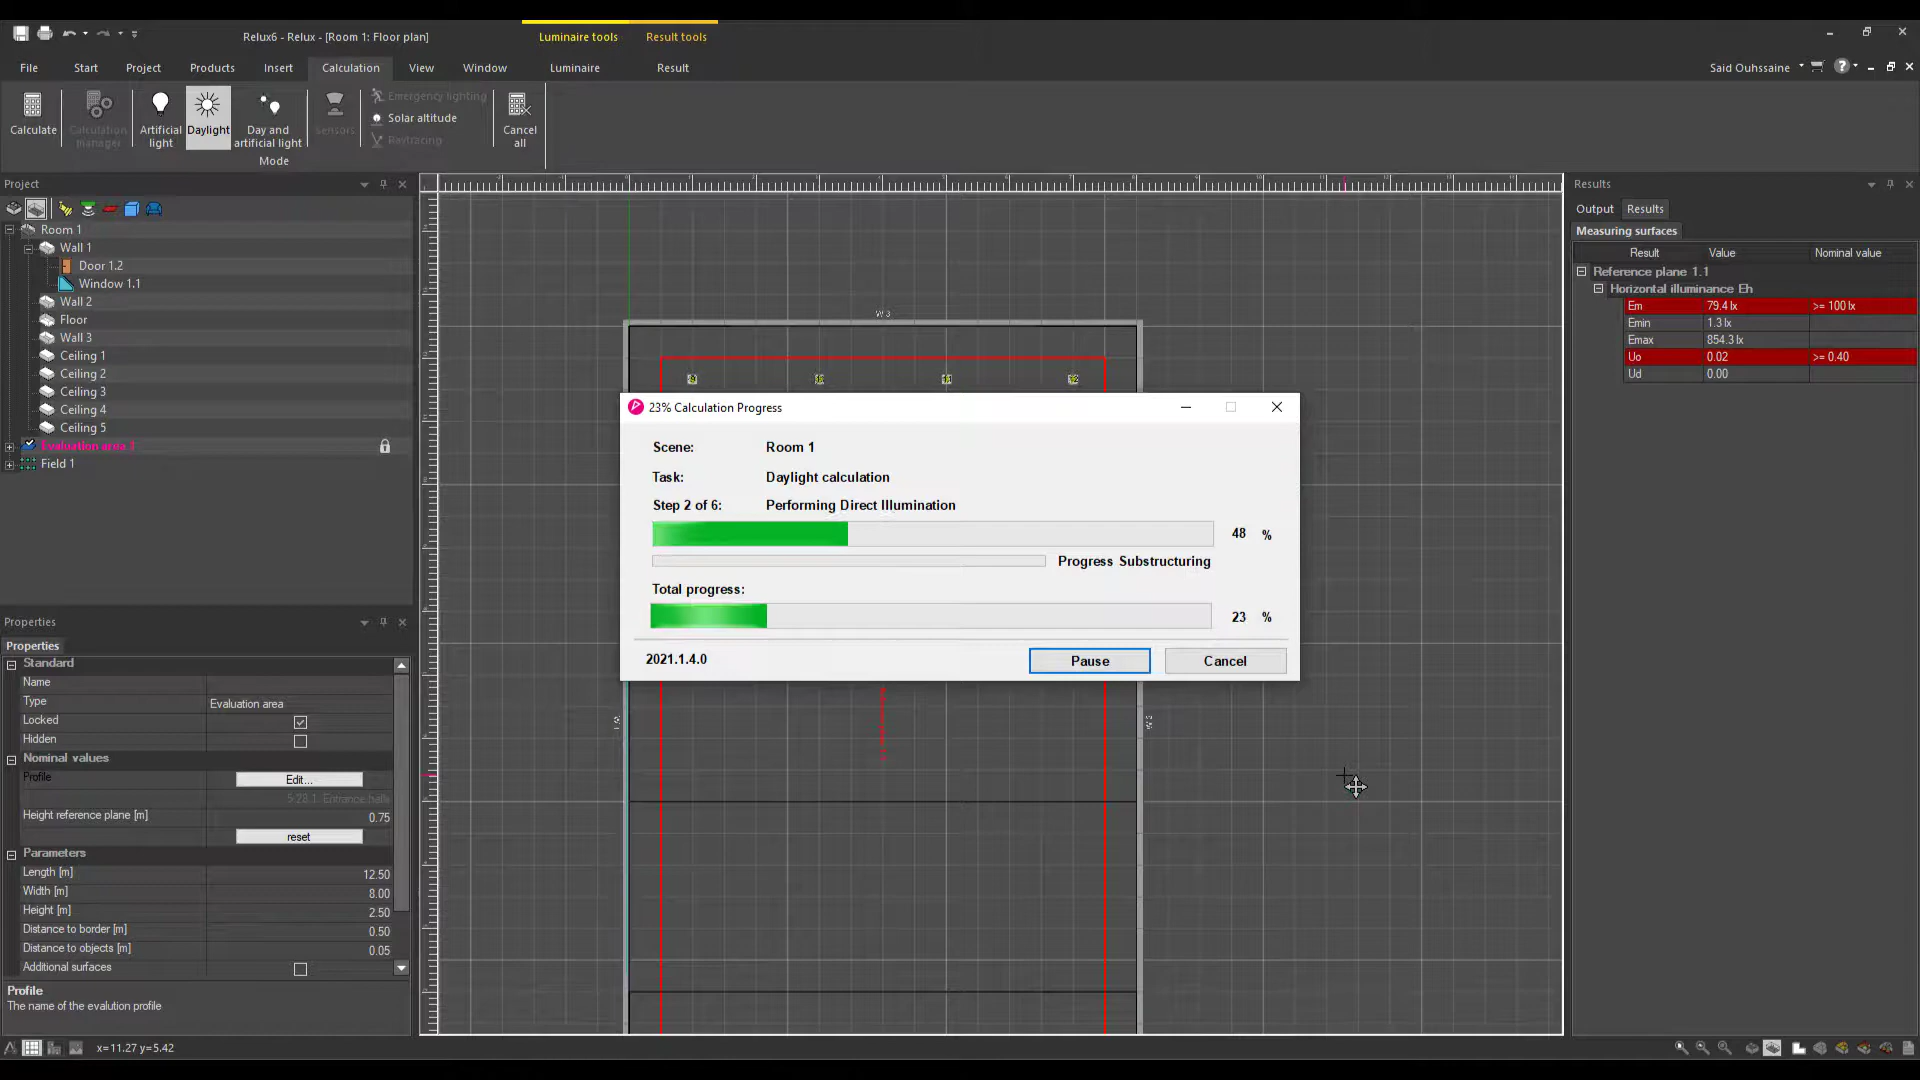 Luminaire tools
Result tools
Relux6 - Relux - [Room 1: Floor plan]
File
Start
Project
Products
Insert
Calculation
View
Window
Luminaire
Result
Said Ouhssaine
Calculate
Calculation manager
Artificial light
Daylight
Day and artificial light
Mode
Sensors
Emergency lighting
Solar altitude
Raytracing
Cancel all
Project
Room 1
Wall 1
Door 1.2
Window 1.1
Wall 2
Floor
Wall 3
Ceiling 1
Ceiling 2
Ceiling 3
Ceiling 4
Ceiling 5
Evaluation area 1
Field 1
Properties
Properties
Standard
Name
Type Evaluation area
Locked
Hidden
Nominal values
Profile Edit...
5-28.1: Entrance halls
Height reference plane [m] 0.75
reset
Parameters
Length [m] 12.50
Width [m] 8.00
Height [m] 2.50
Distance to border [m] 0.50
Distance to objects [m] 0.05
Additional surfaces
Profile
The name of the evalution profile
x=11.27 y=5.42
W 3
23% Calculation Progress
Scene: Room 1
Task: Daylight calculation
Step 2 of 6: Performing Direct Illumination
48 %
Progress Substructuring
Total progress:
23 %
2021.1.4.0
Pause
Cancel
Results
Output
Results
Measuring surfaces
Result Value Nominal value
Reference plane 1.1
Horizontal illuminance Eh
Em 79.4 lx >= 100 lx
Emin 1.3 lx
Emax 854.3 lx
Uo 0.02 >= 0.40
Ud 0.00